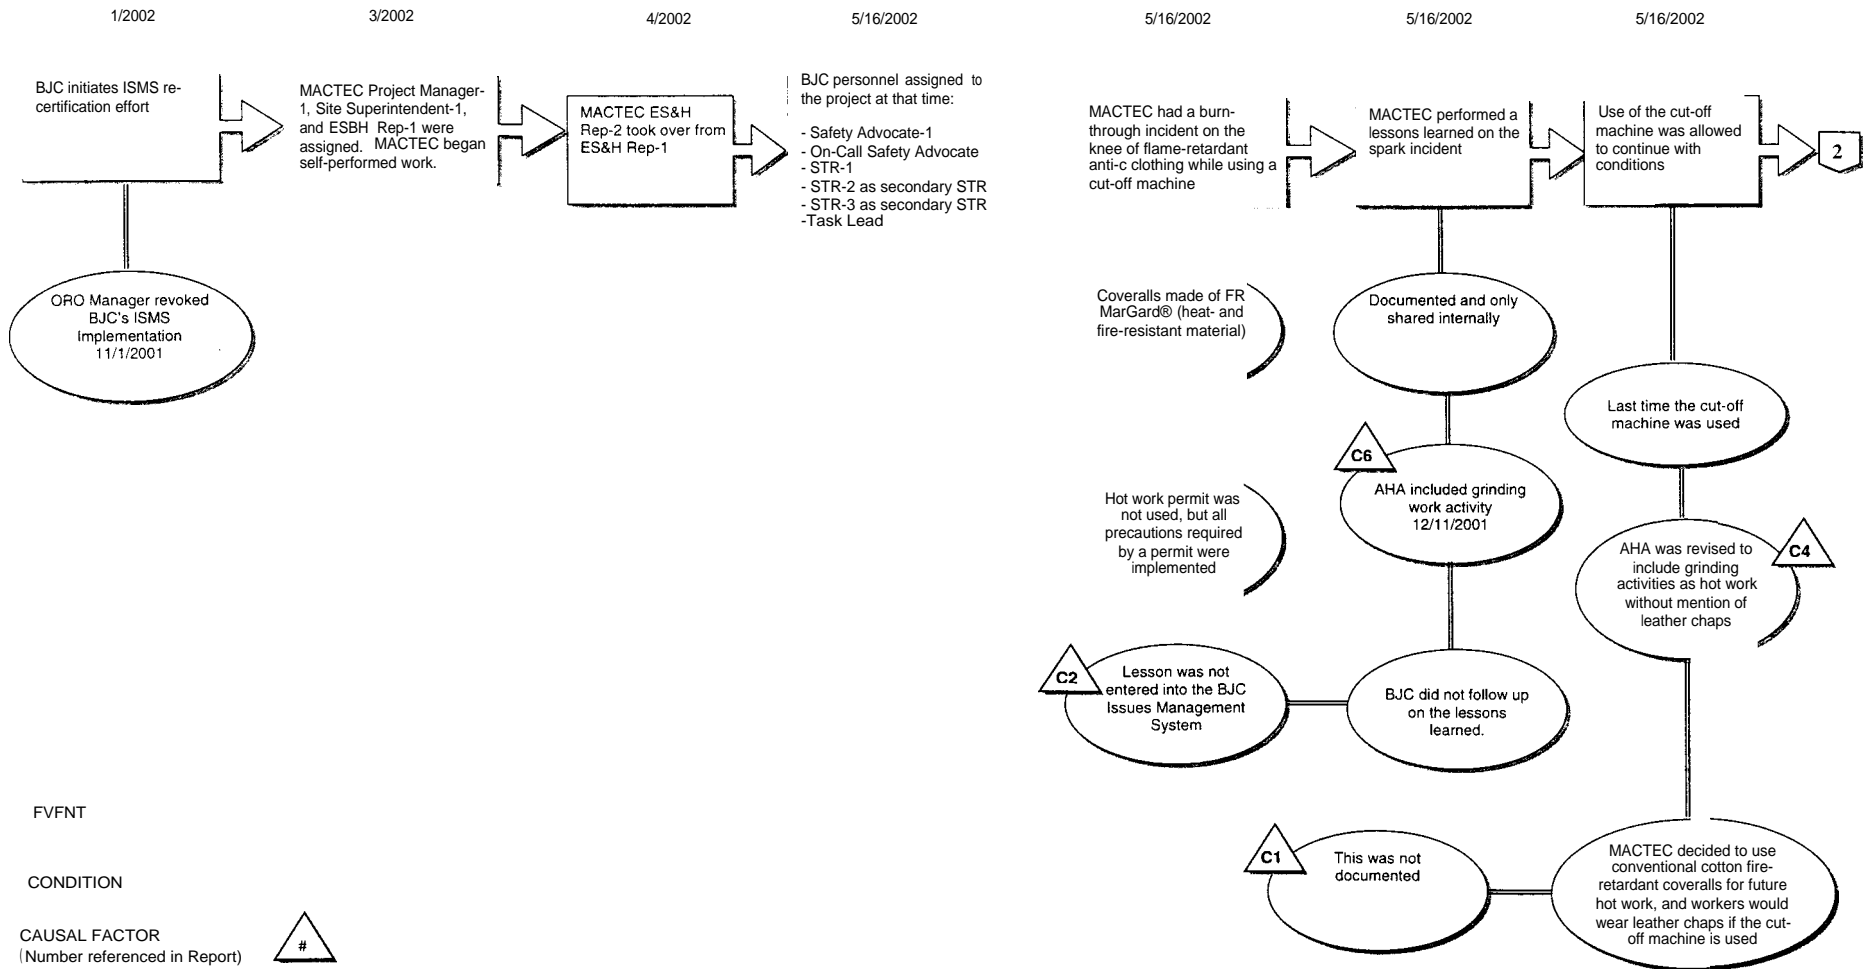 1/2002
3/2002
4/2002
5/16/2002
5/16/2002
5/16/2002
5/16/2002
BJC initiates ISMS re-
certification effort
MACTEC Project Manager-
1, Site Superintendent-1,
and ESBH Rep-1 were
assigned. MACTEC began
self-performed work.
MACTEC ES&H
Rep-2 took over from
ES&H Rep-1
BJC personnel assigned to
the project at that time:
- Safety Advocate-1
- On-Call Safety Advocate
- STR-1
- STR-2 as secondary STR
- STR-3 as secondary STR
-Task Lead
MACTEC had a burn-
through incident on the
knee of flame-retardant
anti-c clothing while using a
cut-off machine
MACTEC performed a
lessons learned on the
spark incident
Use of the cut-off
machine was allowed
to continue with
conditions
2
ORO Manager revoked
BJC's ISMS
Implementation
11/1/2001
Coveralls made of FR
MarGard® (heat- and
fire-resistant material)
Documented and only
shared internally
Last time the cut-off
machine was used
Hot work permit was
not used, but all
precautions required
by a permit were
implemented
C6
AHA included grinding
work activity
12/11/2001
C4
AHA was revised to
include grinding
activities as hot work
without mention of
leather chaps
C2
Lesson was not
entered into the BJC
Issues Management
System
BJC did not follow up
on the lessons
learned.
C1
This was not
documented
MACTEC decided to use
conventional cotton fire-
retardant coveralls for future
hot work, and workers would
wear leather chaps if the cut-
off machine is used
FVFNT
CONDITION
CAUSAL FACTOR
(Number referenced in Report)
#